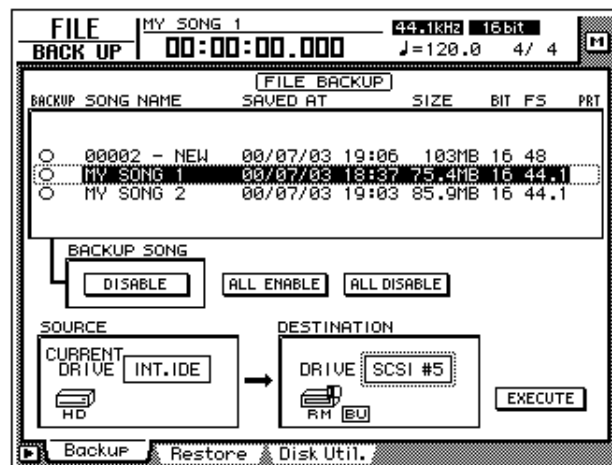 FILE
BACK UP
MY SONG 1
00:00:00.000
44.1kHz 16bit
♩=120.0 4/ 4
M
FILE BACKUP
BACKUP SONG NAME SAVED AT SIZE BIT FS PRT
00002 - NEW 00/07/03 19:06 103MB 16 48
MY SONG 1 00/07/03 18:37 75.4MB 16 44.1
MY SONG 2 00/07/03 19:03 85.9MB 16 44.1
BACKUP SONG
DISABLE ALL ENABLE ALL DISABLE
SOURCE
CURRENT
DRIVE INT.IDE
HD
DESTINATION
DRIVE SCSI #5
RM BU
EXECUTE
Backup Restore Disk Util.